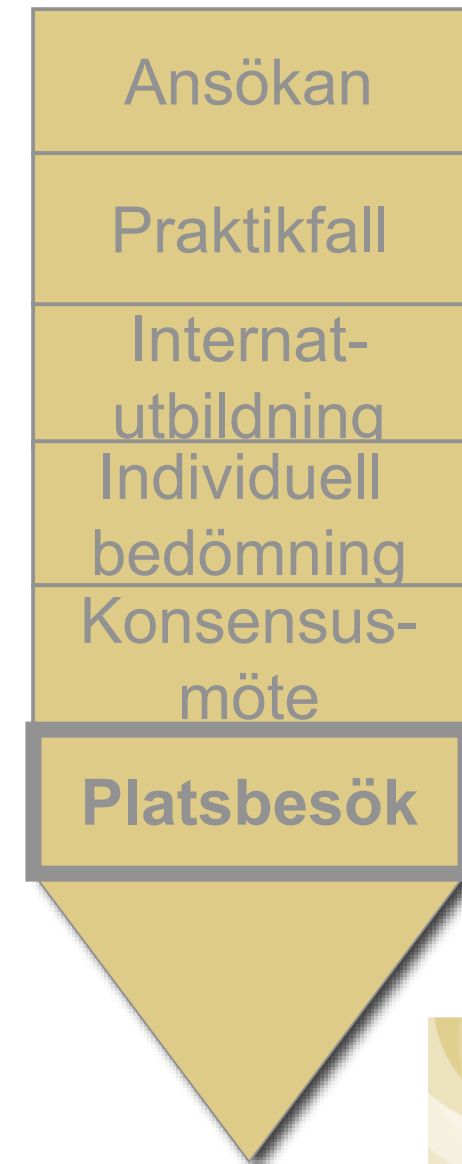 Ansökan
Praktikfall
Internat-
utbildning
Individuell
bedömning
Konsensus-
möte
Platsbesök